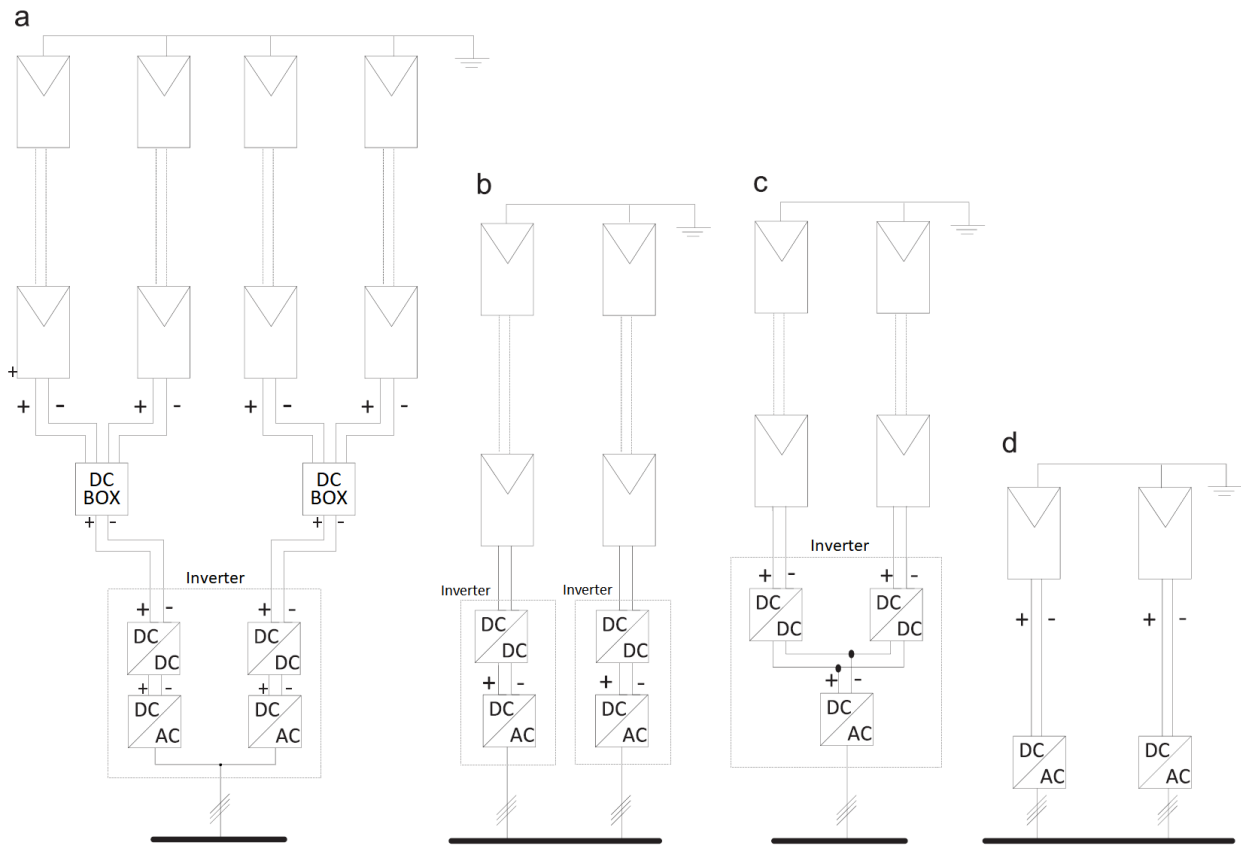 a
b
c
d
+
+ - + - + - + -
DC
BOX
DC
BOX
+ - + -
Inverter
+ - + -
DC
DC
DC
DC
+ - + -
DC
AC
DC
AC
Inverter
Inverter
DC
DC
DC
DC
+ - + -
DC
AC
DC
AC
Inverter
+ - + -
DC
DC
DC
DC
+ -
DC
AC
+ - + -
DC
AC
DC
AC